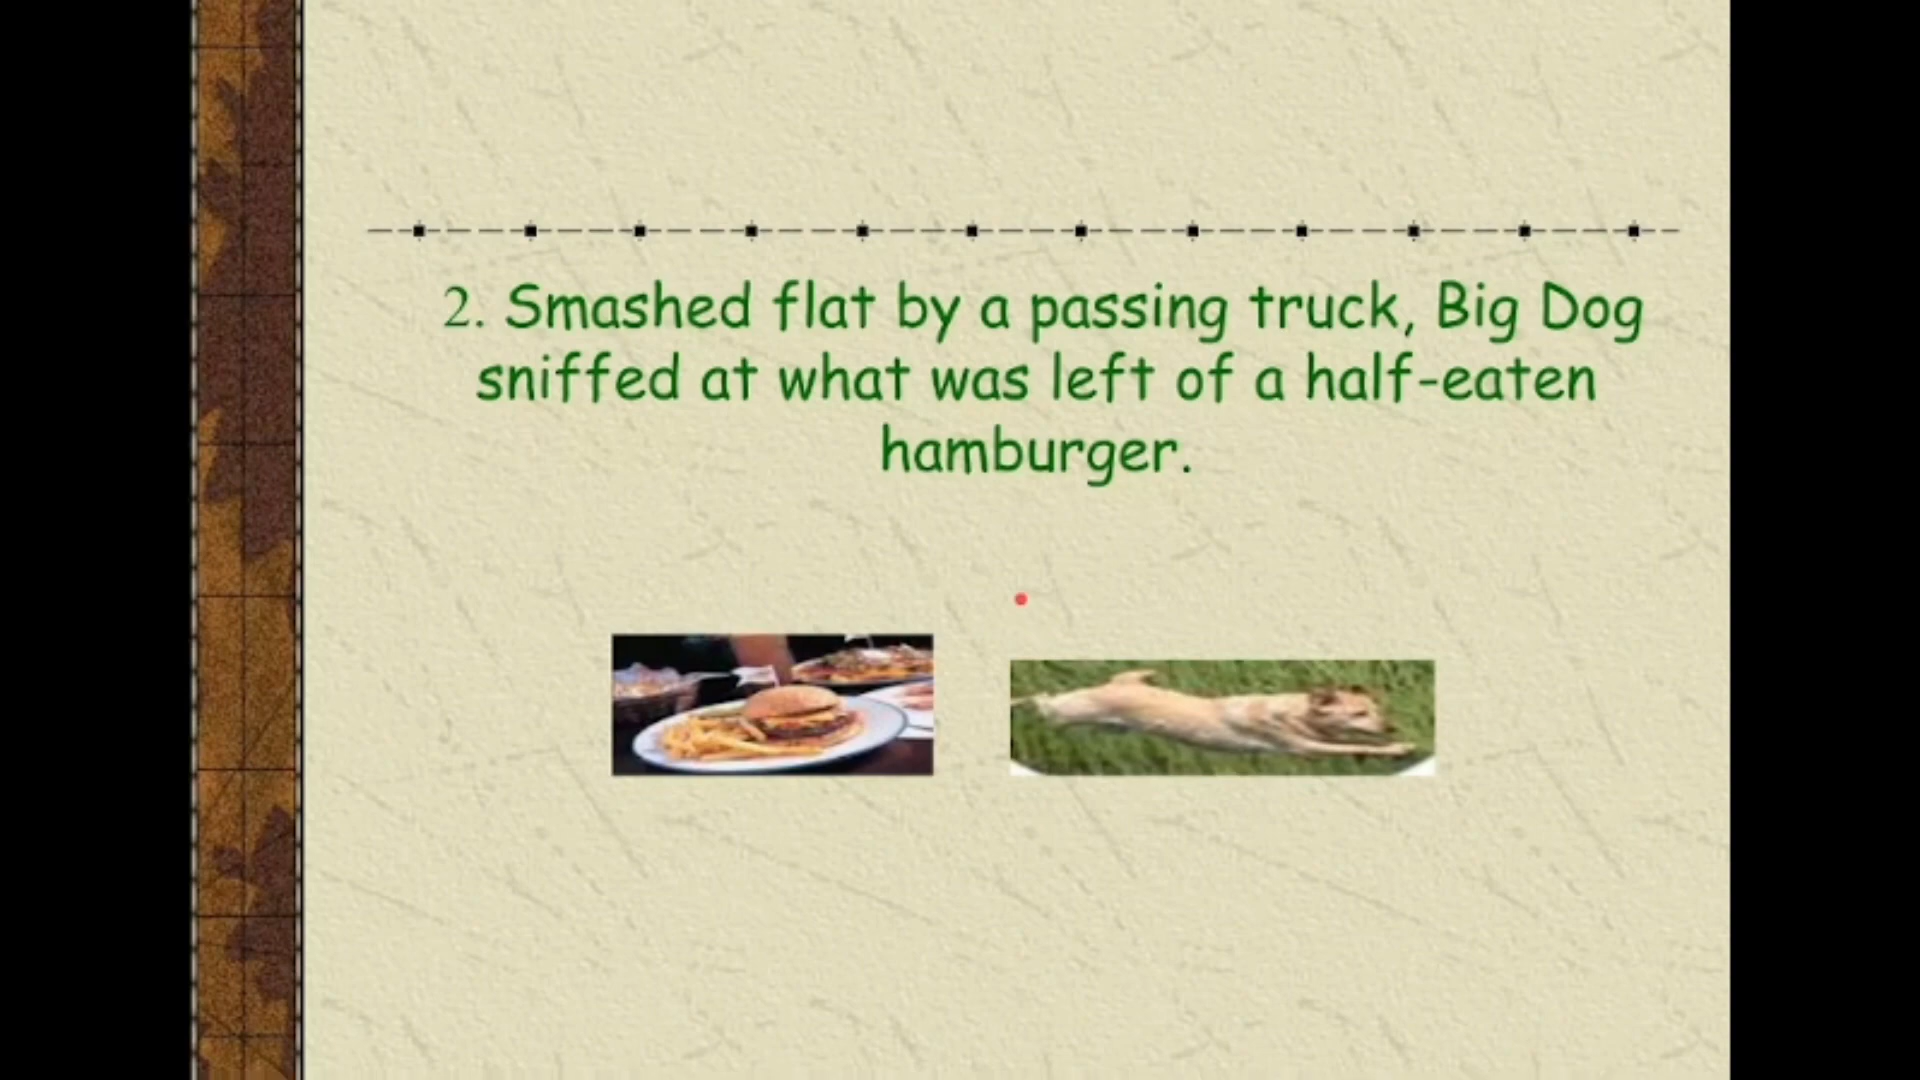 2. Smashed flat by a passing truck, Big Dog
sniffed at what was left of a half-eaten
hamburger.